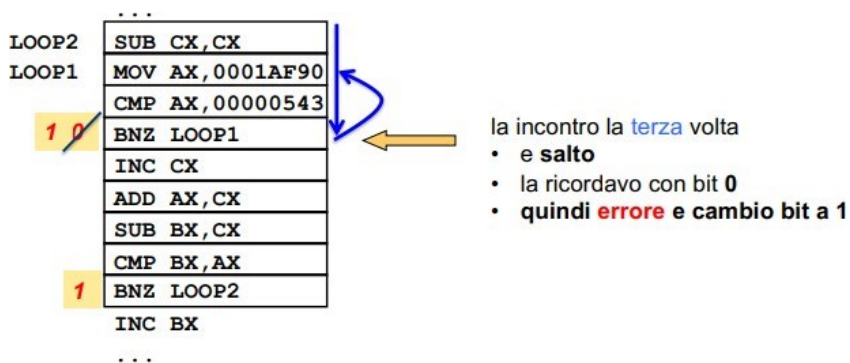 ...
LOOP2 SUB CX,CX
LOOP1 MOV AX,0001AF90
CMP AX,00000543
1 0 BNZ LOOP1
INC CX
ADD AX,CX
SUB BX,CX
CMP BX,AX
1 BNZ LOOP2
INC BX
...
la incontro la terza volta
• e salto
• la ricordavo con bit 0
• quindi errore e cambio bit a 1